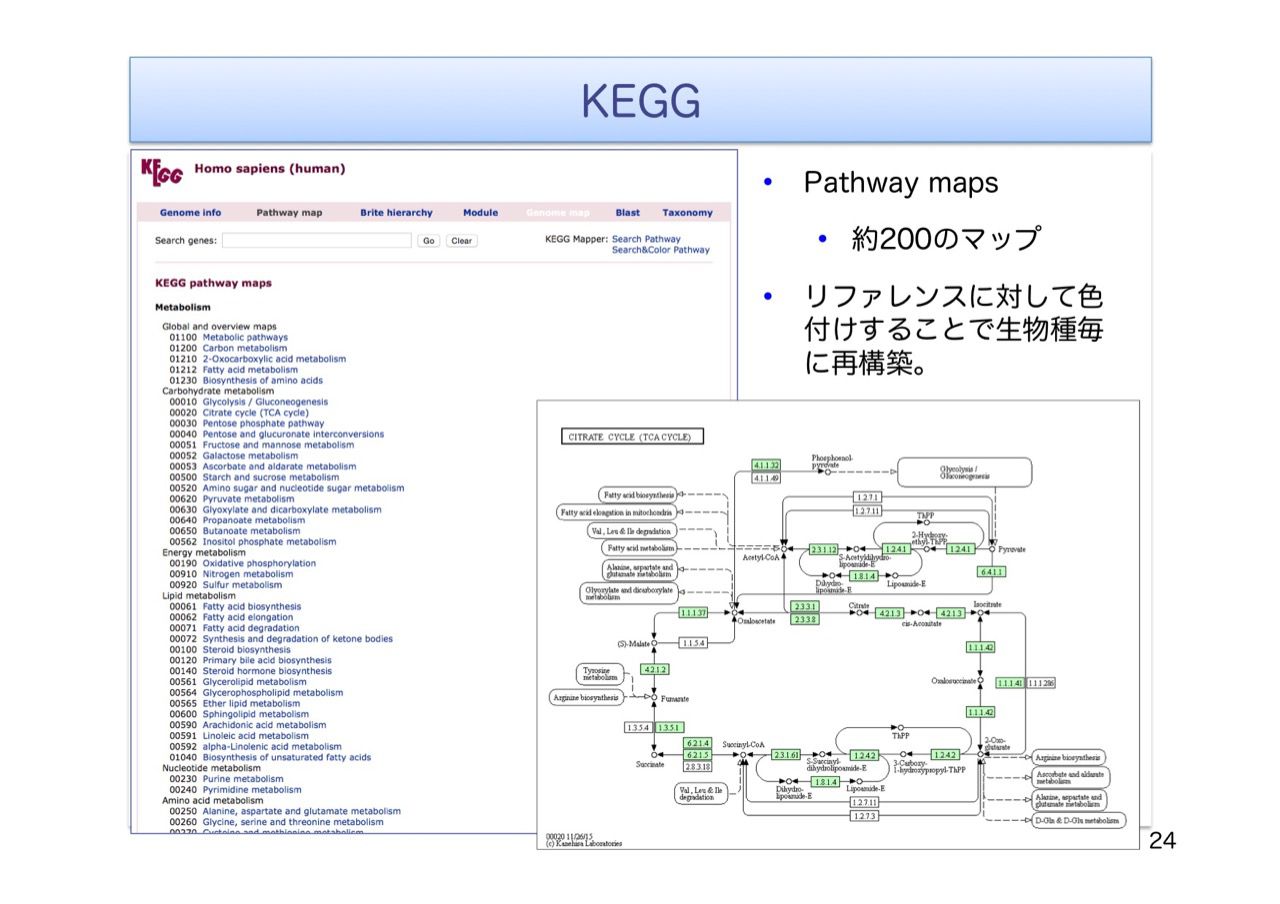 KEGG
KEGG Homo sapiens (human)
Genome info Pathway map Brite hierarchy Module Genome map Blast Taxonomy
Search genes: Go Clear KEGG Mapper: Search Pathway
Search&Color Pathway
KEGG pathway maps
Metabolism
Global and overview maps
01100 Metabolic pathways
01200 Carbon metabolism
01210 2-Oxocarboxylic acid metabolism
01212 Fatty acid metabolism
01230 Biosynthesis of amino acids
Carbohydrate metabolism
00010 Glycolysis / Gluconeogenesis
00020 Citrate cycle (TCA cycle)
00030 Pentose phosphate pathway
00040 Pentose and glucuronate interconversions
00051 Fructose and mannose metabolism
00052 Galactose metabolism
00053 Ascorbate and aldarate metabolism
00500 Starch and sucrose metabolism
00520 Amino sugar and nucleotide sugar metabolism
00620 Pyruvate metabolism
00630 Glyoxylate and dicarboxylate metabolism
00640 Propanoate metabolism
00650 Butanoate metabolism
00562 Inositol phosphate metabolism
Energy metabolism
00190 Oxidative phosphorylation
00910 Nitrogen metabolism
00920 Sulfur metabolism
Lipid metabolism
00061 Fatty acid biosynthesis
00062 Fatty acid elongation
00071 Fatty acid degradation
00072 Synthesis and degradation of ketone bodies
00100 Steroid biosynthesis
00120 Primary bile acid biosynthesis
00140 Steroid hormone biosynthesis
00561 Glycerolipid metabolism
00564 Glycerophospholipid metabolism
00565 Ether lipid metabolism
00600 Sphingolipid metabolism
00590 Arachidonic acid metabolism
00591 Linoleic acid metabolism
00592 alpha-Linolenic acid metabolism
01040 Biosynthesis of unsaturated fatty acids
Nucleotide metabolism
00230 Purine metabolism
00240 Pyrimidine metabolism
Amino acid metabolism
00250 Alanine, aspartate and glutamate metabolism
00260 Glycine, serine and threonine metabolism
00270 Cysteine and methionine metabolism
• Pathway maps
• 約200のマップ
• リファレンスに対して色
付けすることで生物種毎
に再構築。
CITRATE CYCLE (TCA CYCLE)
4.1.1.32
4.1.1.49
Phosphoenol-
pyruvate
Glycolysis /
Gluconeogenesis
Fatty acid biosynthesis
Fatty acid elongation in mitochondria
Val, Leu & Ile degradation
Fatty acid metabolism
Alanine, aspartate and
glutamate metabolism
Glyoxylate and dicarboxylate
metabolism
1.2.7.1
1.2.7.11
ThPP
2-Hydroxy-
ethyl-ThPP
Acetyl-CoA
2.3.1.12
1.2.4.1
1.2.4.1
Pyruvate
S-Acetyldihydro-
lipoamide-E
1.8.1.4
Dihydro-
lipoamide-E
Lipoamide-E
6.4.1.1
1.1.1.37
Oxaloacetate
2.3.3.1
2.3.3.8
Citrate
4.2.1.3
cis-Aconitate
4.2.1.3
Isocitrate
(S)-Malate
1.1.5.4
1.1.1.42
4.2.1.2
Tyrosine
metabolism
Arginine biosynthesis
Fumarate
Oxalosuccinate
1.1.1.41
1.1.1.286
1.1.1.42
1.3.5.4
1.3.5.1
ThPP
6.2.1.4
6.2.1.5
2.8.3.18
Succinyl-CoA
Succinate
2.3.1.61
1.2.4.2
1.2.4.2
2-Oxo-
glutarate
S-Succinyl-
dihydrolipoamide-E
3-Carboxy-
1-hydroxypropyl-ThPP
1.8.1.4
Dihydro-
lipoamide-E
Lipoamide-E
Val, Leu & Ile
degradation
1.2.7.11
1.2.7.3
Arginine biosynthesis
Ascorbate and aldarate
metabolism
Alanine, aspartate and
glutamate metabolism
D-Gln & D-Glu metabolism
00020 11/26/15
(c) Kanehisa Laboratories
24